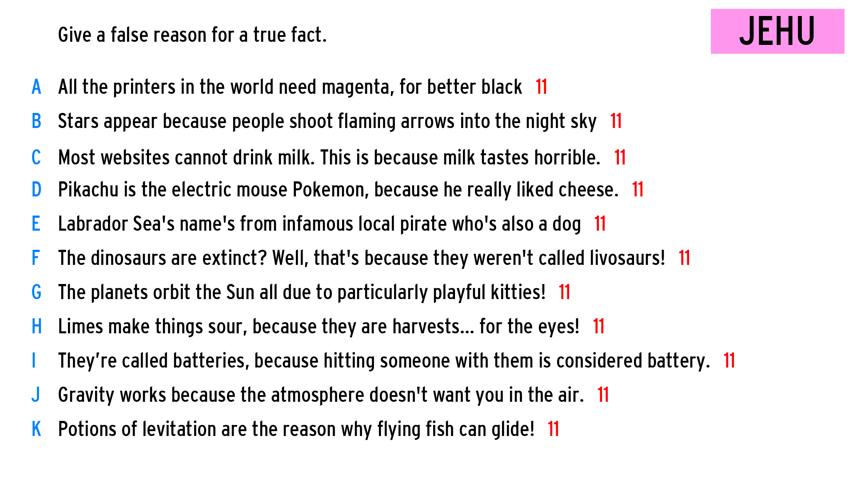 Give a false reason for a true fact.
JEHU
A All the printers in the world need magenta, for better black 11
B Stars appear because people shoot flaming arrows into the night sky 11
C Most websites cannot drink milk. This is because milk tastes horrible. 11
D Pikachu is the electric mouse Pokemon, because he really liked cheese. 11
E Labrador Sea's name's from infamous local pirate who's also a dog 11
F The dinosaurs are extinct? Well, that's because they weren't called livosaurs! 11
G The planets orbit the Sun all due to particularly playful kitties! 11
H Limes make things sour, because they are harvests... for the eyes! 11
I They’re called batteries, because hitting someone with them is considered battery. 11
J Gravity works because the atmosphere doesn't want you in the air. 11
K Potions of levitation are the reason why flying fish can glide! 11